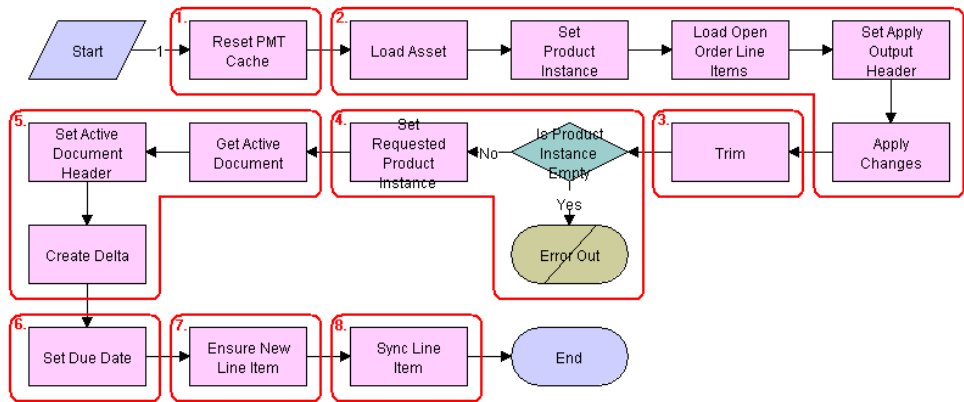 Start
1
1.
Reset PMT
Cache
2.
Load Asset
Set
Product
Instance
Load Open
Order Line
Items
Set Apply
Output
Header
Apply
Changes
3.
Trim
Is Product
Instance
Empty
No
Yes
Error Out
4.
Set
Requested
Product
Instance
5.
Get Active
Document
Set Active
Document
Header
Create Delta
6.
Set Due Date
7.
Ensure New
Line Item
8.
Sync Line
Item
End